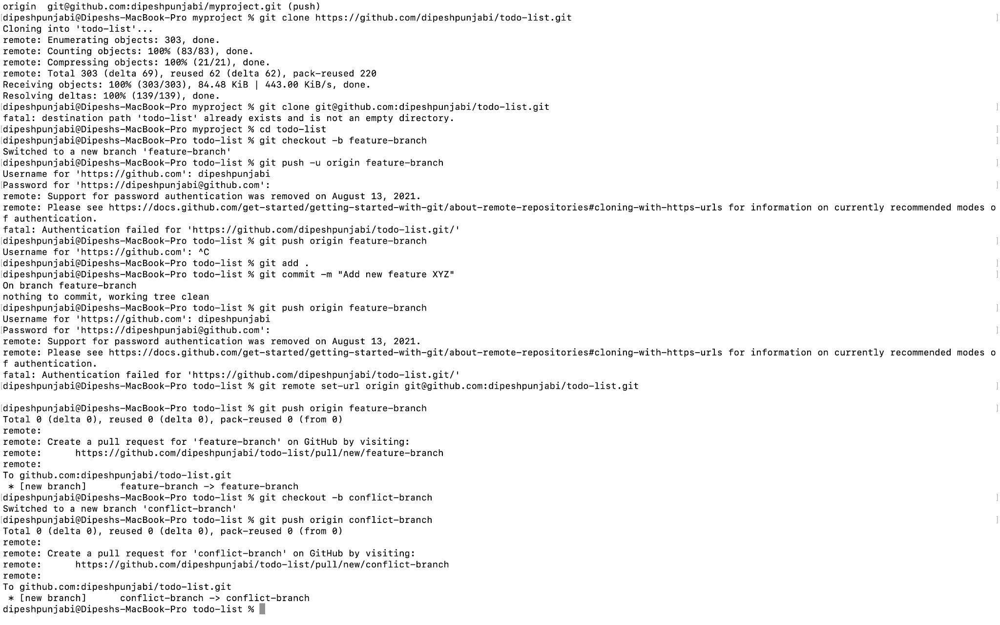 origin  git@github.com:dipeshpunjabi/myproject.git (push)
[dipeshpunjabi@Dipeshs-MacBook-Pro myproject % git clone https://github.com/dipeshpunjabi/todo-list.git ]
Cloning into 'todo-list'...
remote: Enumerating objects: 303, done.
remote: Counting objects: 100% (83/83), done.
remote: Compressing objects: 100% (21/21), done.
remote: Total 303 (delta 69), reused 62 (delta 62), pack-reused 220
Receiving objects: 100% (303/303), 84.48 KiB | 443.00 KiB/s, done.
Resolving deltas: 100% (139/139), done.
[dipeshpunjabi@Dipeshs-MacBook-Pro myproject % git clone git@github.com:dipeshpunjabi/todo-list.git ]
fatal: destination path 'todo-list' already exists and is not an empty directory.
[dipeshpunjabi@Dipeshs-MacBook-Pro myproject % cd todo-list ]
[dipeshpunjabi@Dipeshs-MacBook-Pro todo-list % git checkout -b feature-branch ]
Switched to a new branch 'feature-branch'
[dipeshpunjabi@Dipeshs-MacBook-Pro todo-list % git push -u origin feature-branch ]
Username for 'https://github.com': dipeshpunjabi
[Password for 'https://dipeshpunjabi@github.com': ]
remote: Support for password authentication was removed on August 13, 2021.
remote: Please see https://docs.github.com/get-started/getting-started-with-git/about-remote-repositories#cloning-with-https-urls for information on currently recommended modes o
f authentication.
fatal: Authentication failed for 'https://github.com/dipeshpunjabi/todo-list.git/'
[dipeshpunjabi@Dipeshs-MacBook-Pro todo-list % git push origin feature-branch ]
Username for 'https://github.com': ^C
[dipeshpunjabi@Dipeshs-MacBook-Pro todo-list % git add . ]
[dipeshpunjabi@Dipeshs-MacBook-Pro todo-list % git commit -m "Add new feature XYZ" ]
On branch feature-branch
nothing to commit, working tree clean
[dipeshpunjabi@Dipeshs-MacBook-Pro todo-list % git push origin feature-branch ]
Username for 'https://github.com': dipeshpunjabi
[Password for 'https://dipeshpunjabi@github.com': ]
remote: Support for password authentication was removed on August 13, 2021.
remote: Please see https://docs.github.com/get-started/getting-started-with-git/about-remote-repositories#cloning-with-https-urls for information on currently recommended modes o
f authentication.
fatal: Authentication failed for 'https://github.com/dipeshpunjabi/todo-list.git/'
[dipeshpunjabi@Dipeshs-MacBook-Pro todo-list % git remote set-url origin git@github.com:dipeshpunjabi/todo-list.git ]

[dipeshpunjabi@Dipeshs-MacBook-Pro todo-list % git push origin feature-branch ]
Total 0 (delta 0), reused 0 (delta 0), pack-reused 0 (from 0)
remote:
remote: Create a pull request for 'feature-branch' on GitHub by visiting:
remote:      https://github.com/dipeshpunjabi/todo-list/pull/new/feature-branch
remote:
To github.com:dipeshpunjabi/todo-list.git
 * [new branch]      feature-branch -> feature-branch
[dipeshpunjabi@Dipeshs-MacBook-Pro todo-list % git checkout -b conflict-branch ]
Switched to a new branch 'conflict-branch'
[dipeshpunjabi@Dipeshs-MacBook-Pro todo-list % git push origin conflict-branch ]
Total 0 (delta 0), reused 0 (delta 0), pack-reused 0 (from 0)
remote:
remote: Create a pull request for 'conflict-branch' on GitHub by visiting:
remote:      https://github.com/dipeshpunjabi/todo-list/pull/new/conflict-branch
remote:
To github.com:dipeshpunjabi/todo-list.git
 * [new branch]      conflict-branch -> conflict-branch
dipeshpunjabi@Dipeshs-MacBook-Pro todo-list %